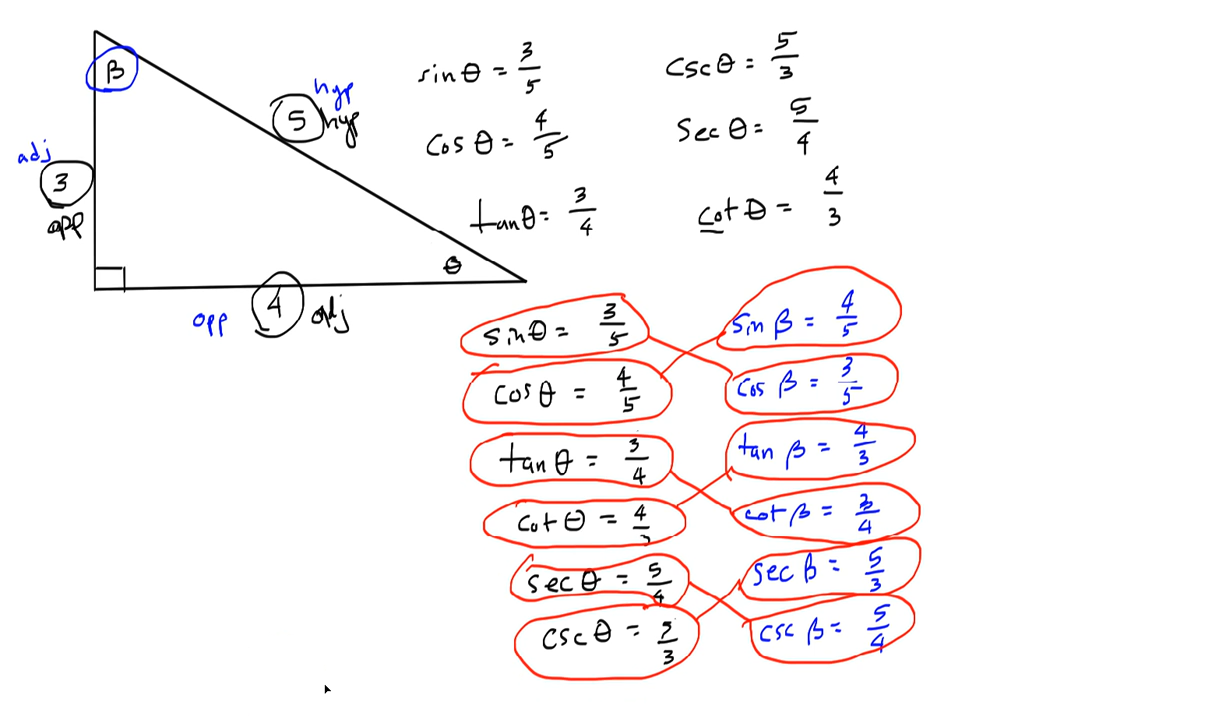 β
hyp
5 hyp
adj
3
opp
θ
opp 4 adj
sin θ = 3/5
csc θ = 5/3
cos θ = 4/5
sec θ = 5/4
tan θ = 3/4
cot θ = 4/3
sin θ = 3/5
sin β = 4/5
cos θ = 4/5
cos β = 3/5
tan θ = 3/4
tan β = 4/3
cot θ = 4/3
cot β = 3/4
sec θ = 5/4
sec β = 5/3
csc θ = 5/3
csc β = 5/4